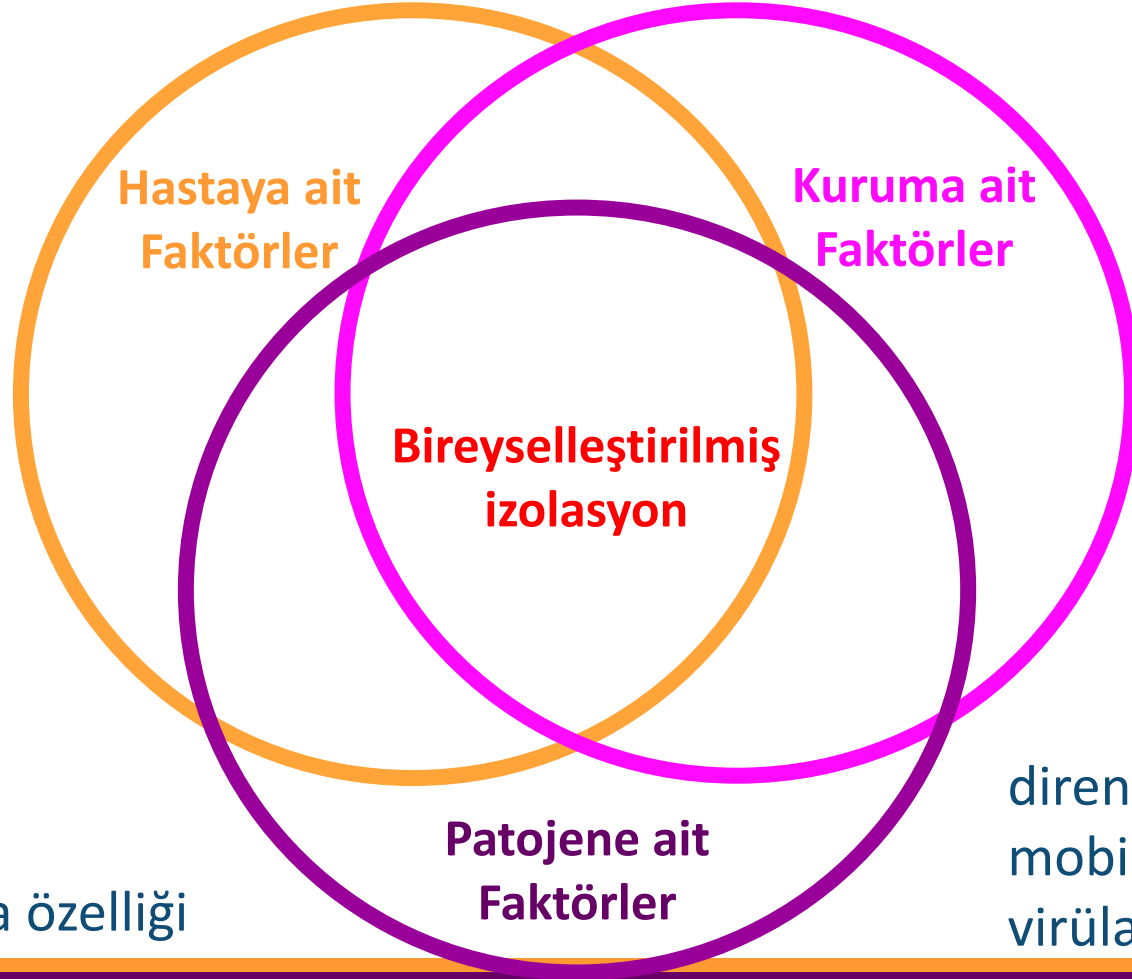 Hastaya ait
Faktörler
Kuruma ait
Faktörler
Bireyselleştirilmiş
izolasyon
Patojene ait
Faktörler
özelliği